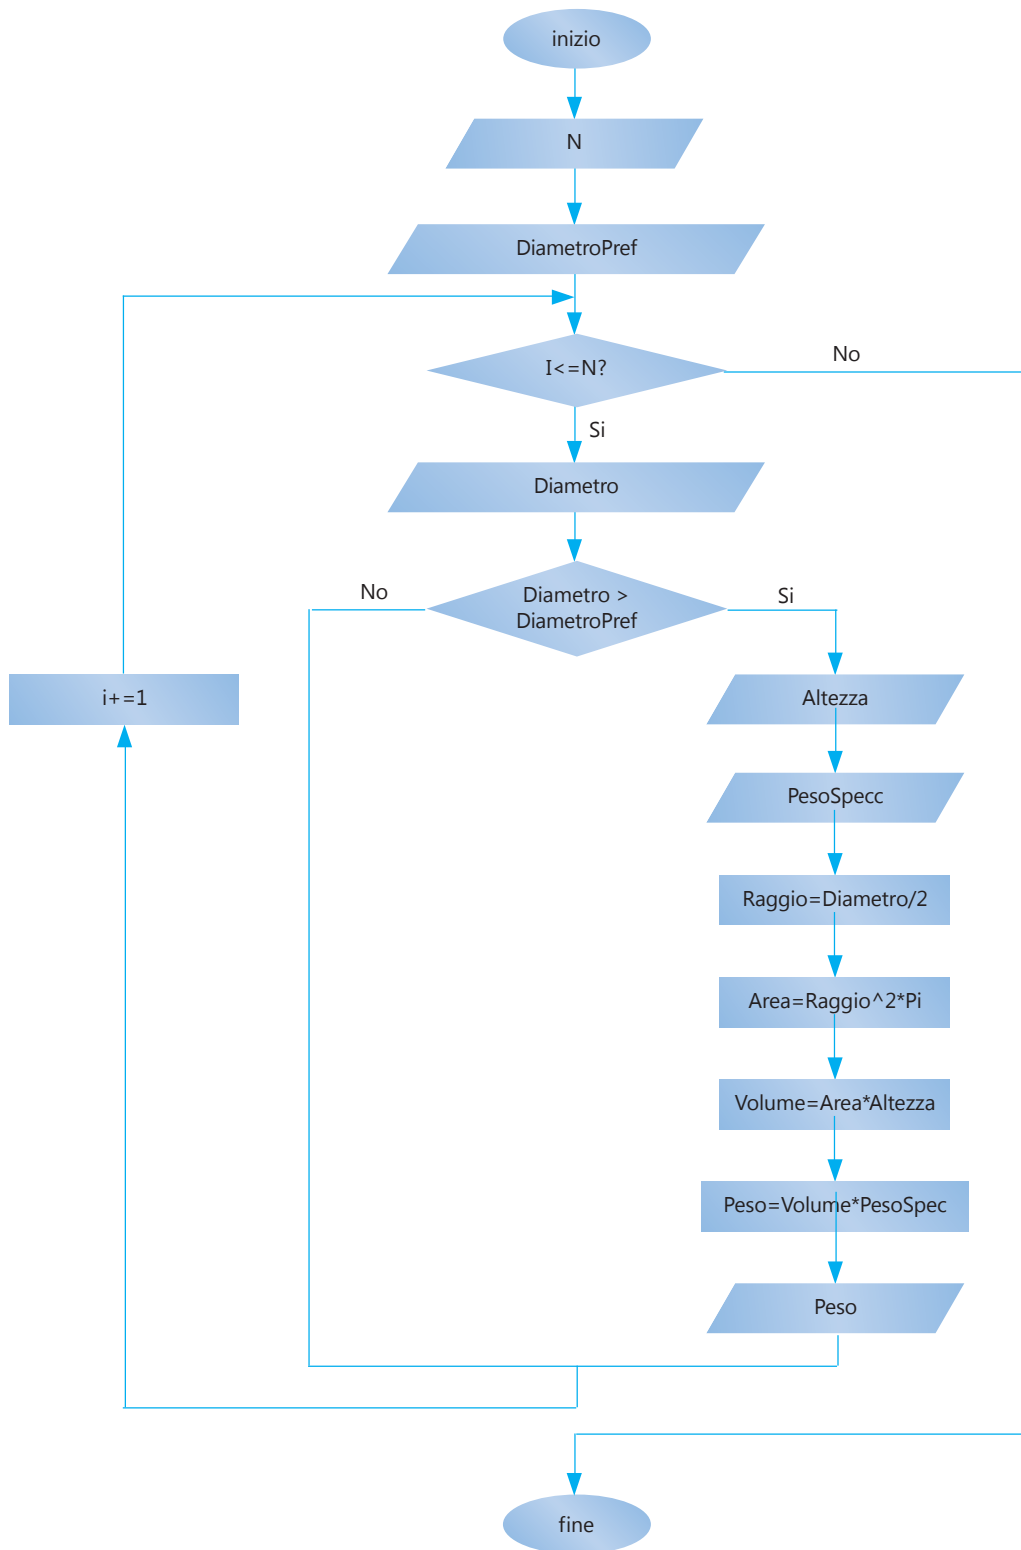 inizio
N
DiametroPref
I<=N?
No
Si
Diametro
Diametro >
DiametroPref
No
Si
Altezza
i+=1
PesoSpecc
Raggio=Diametro/2
Area=Raggio^2*Pi
Volume=Area*Altezza
Peso=Volume*PesoSpec
Peso
fine